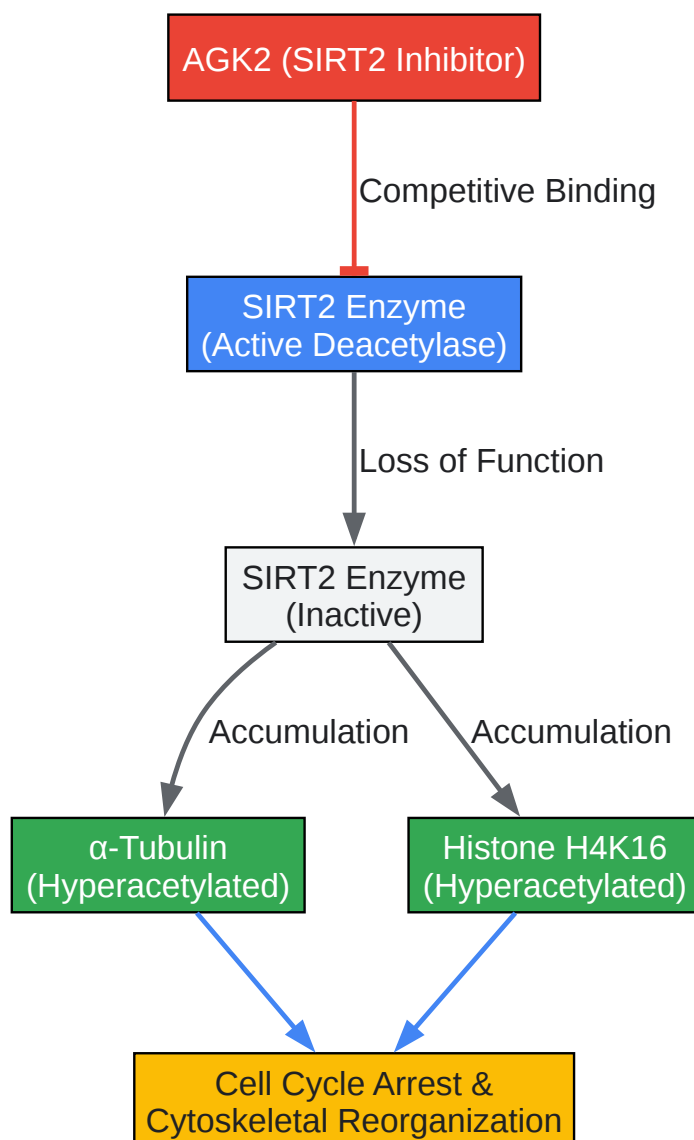 AGK2 (SIRT2 Inhibitor)
Competitive Binding
SIRT2 Enzyme
(Active Deacetylase)
Loss of Function
SIRT2 Enzyme
(Inactive)
Accumulation
Accumulation
α-Tubulin
(Hyperacetylated)
Histone H4K16
(Hyperacetylated)
Cell Cycle Arrest &
Cytoskeletal Reorganization